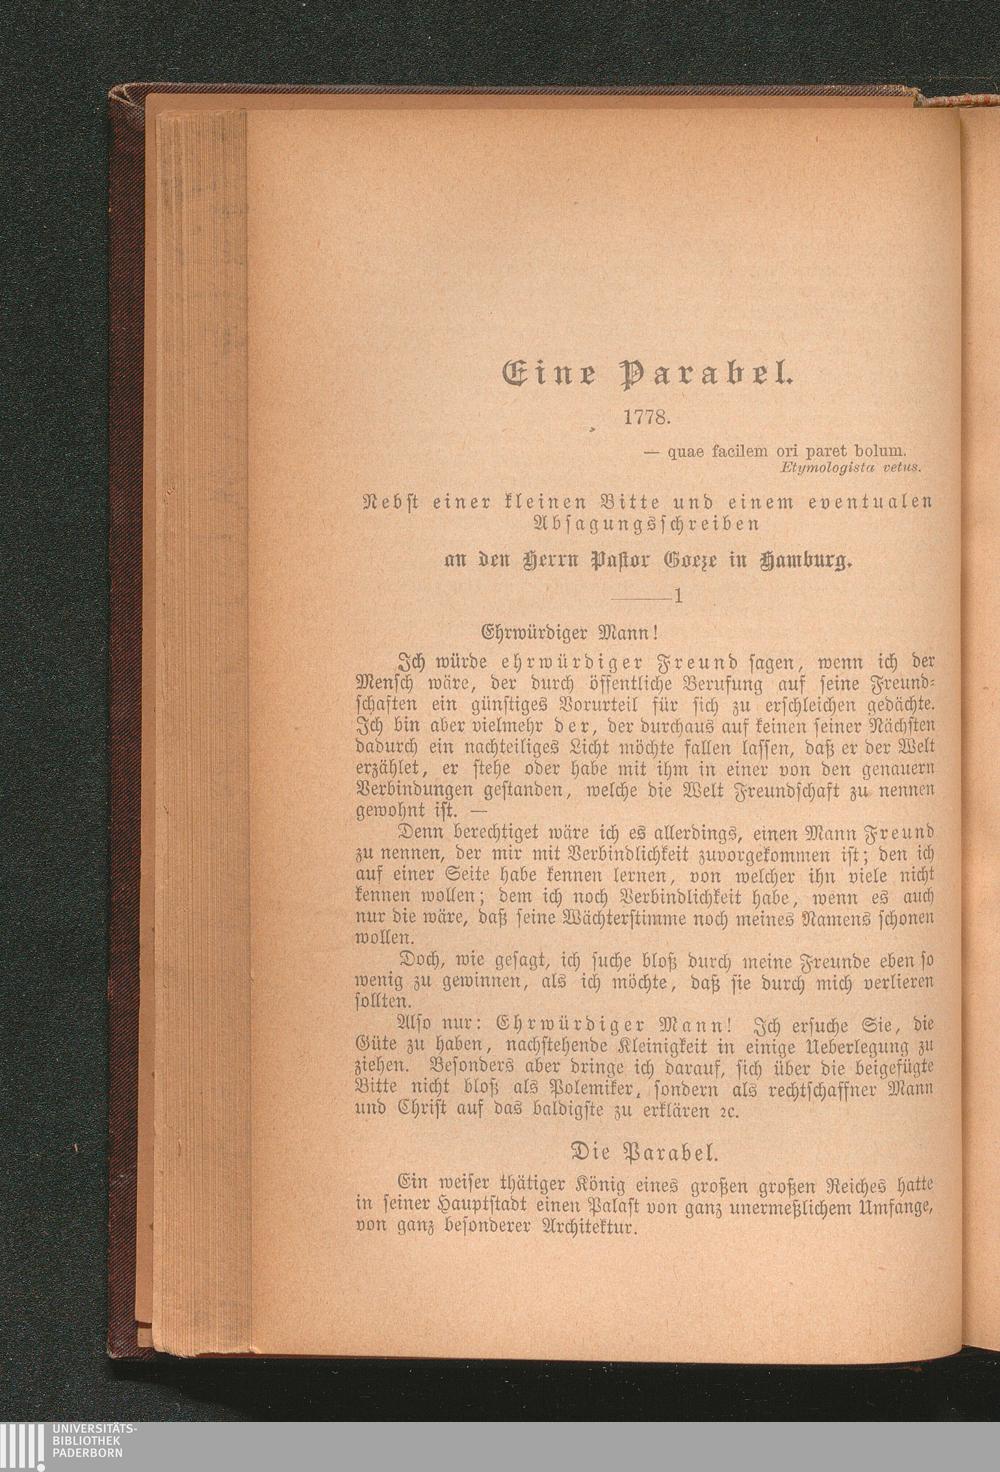 Eine Parabel.
1778.
— quae facilem ori paret bolum.
Etymologista vetus.
Nebst einer kleinen Bitte und einem eventualen
Absagungsschreiben
an den Herrn Pastor Goeze in Hamburg.
1
Ehrwürdiger Mann!
Ich würde ehrwürdiger Freund sagen, wenn ich der
Mensch wäre, der durch öffentliche Berufung auf seine Freund-
schaften ein günstiges Vorurteil für sich zu erschleichen gedächte.
Ich bin aber vielmehr der, der durchaus auf keinen seiner Nächsten
dadurch ein nachteiliges Licht möchte fallen lassen, daß er der Welt
erzählet, er stehe oder habe mit ihm in einer von den genauern
Verbindungen gestanden, welche die Welt Freundschaft zu nennen
gewohnt ist. —
Denn berechtiget wäre ich es allerdings, einen Mann Freund
zu nennen, der mir mit Verbindlichkeit zuvorgekommen ist; den ich
auf einer Seite habe kennen lernen, von welcher ihn viele nicht
kennen wollen; dem ich noch Verbindlichkeit habe, wenn es auch
nur die wäre, daß seine Wächterstimme noch meines Namens schonen
wollen.
Doch, wie gesagt, ich suche bloß durch meine Freunde eben so
wenig zu gewinnen, als ich möchte, daß sie durch mich verlieren
sollten.
Also nur: Ehrwürdiger Mann! Ich ersuche Sie, die
Güte zu haben, nachstehende Kleinigkeit in einige Ueberlegung zu
ziehen. Besonders aber dringe ich darauf, sich über die beigefügte
Bitte nicht bloß als Polemiker, sondern als rechtschaffner Mann
und Christ auf das baldigste zu erklären ꝛc.
Die Parabel.
Ein weiser thätiger König eines großen großen Reiches hatte
in seiner Hauptstadt einen Palast von ganz unermeßlichem Umfange,
von ganz besonderer Architektur.
UNIVERSITÄTS-
BIBLIOTHEK
PADERBORN